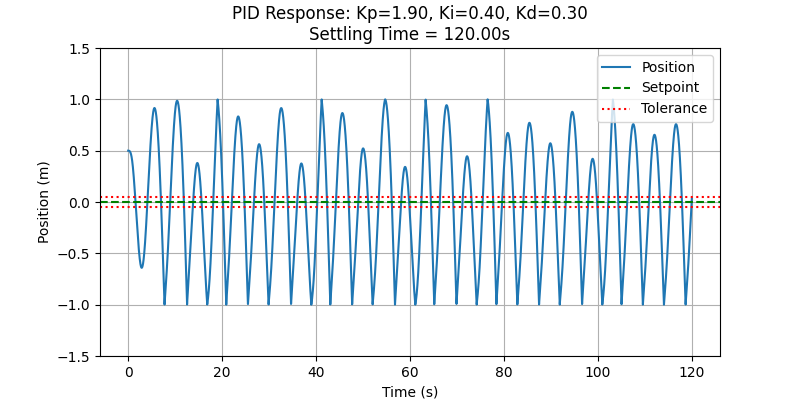 PID Response: Kp=1.90, Ki=0.40, Kd=0.30
Settling Time = 120.00s
1.5
1.0
0.5
0.0
−0.5
−1.0
−1.5
Position (m)
Position
Setpoint
Tolerance
0 20 40 60 80 100 120
Time (s)